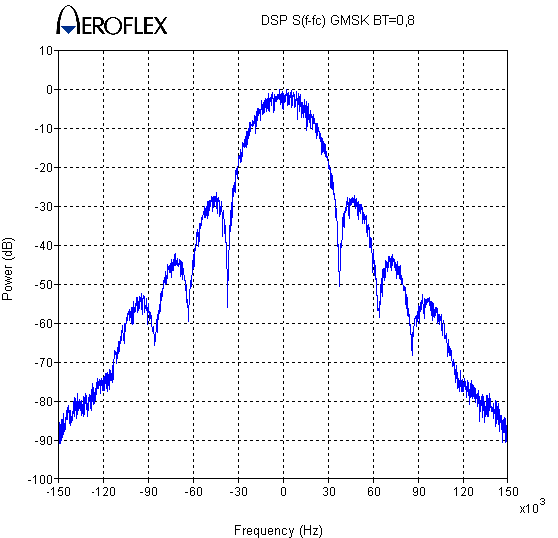 AEROFLEX
DSP S(f-fc) GMSK BT=0,8
10
0
-10
-20
-30
-40
-50
-60
-70
-80
-90
-100
Power (dB)
-150 -120 -90 -60 -30 0 30 60 90 120 150
x10³
Frequency (Hz)